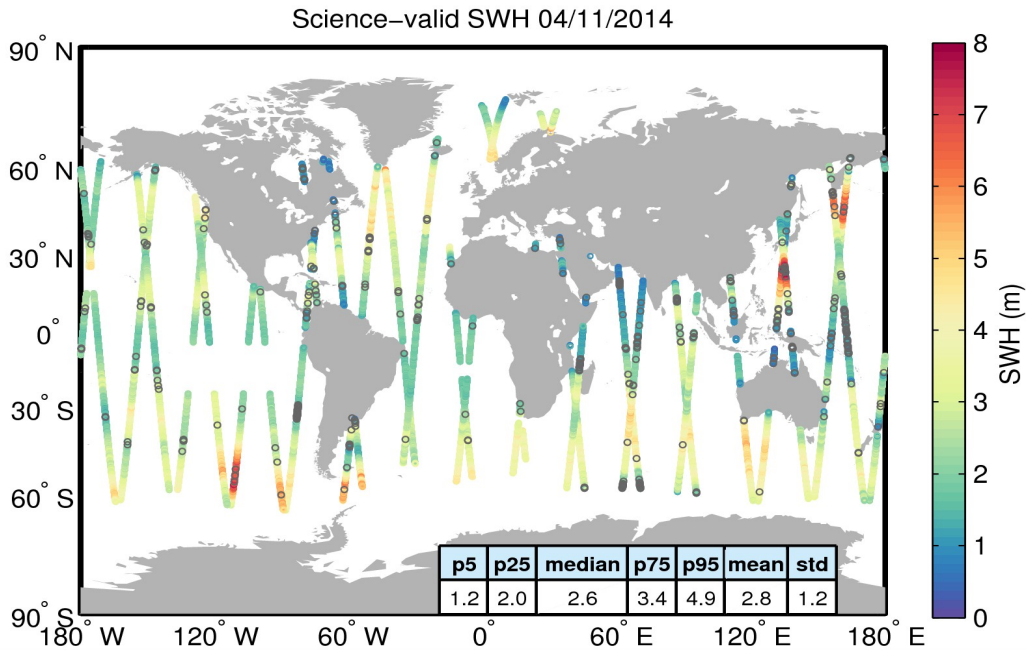 Science−valid SWH 04/11/2014
90° N
60° N
30° N
0°
30° S
60° S
90° S
180° W
120° W
60° W
0°
60° E
120° E
180° E
p5 p25 median p75 p95 mean std
1.2 2.0 2.6 3.4 4.9 2.8 1.2
8
7
6
5
4
3
2
1
0
SWH (m)